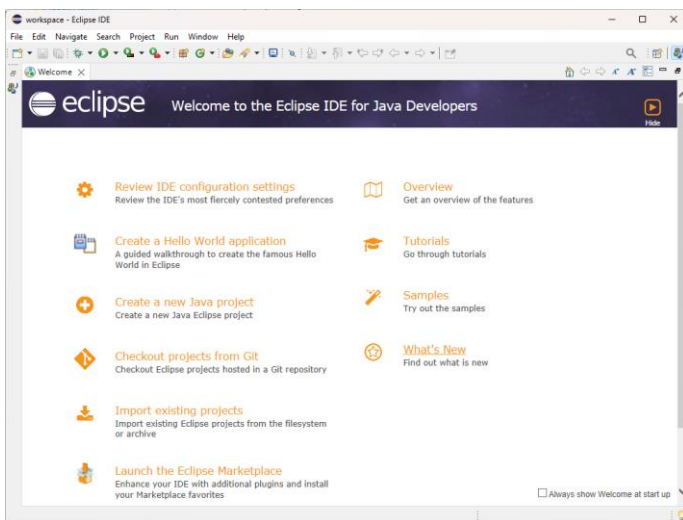 workspace - Eclipse IDE
File Edit Navigate Search Project Run Window Help
Welcome
eclipse
Welcome to the Eclipse IDE for Java Developers
Hide
Review IDE configuration settings
Review the IDE's most fiercely contested preferences
Create a Hello World application
A guided walkthrough to create the famous Hello
World in Eclipse
Create a new Java project
Create a new Java Eclipse project
Checkout projects from Git
Checkout Eclipse projects hosted in a Git repository
Import existing projects
Import existing Eclipse projects from the filesystem
or archive
Launch the Eclipse Marketplace
Enhance your IDE with additional plugins and install
your Marketplace favorites
Overview
Get an overview of the features
Tutorials
Go through tutorials
Samples
Try out the samples
What's New
Find out what is new
Always show Welcome at start up